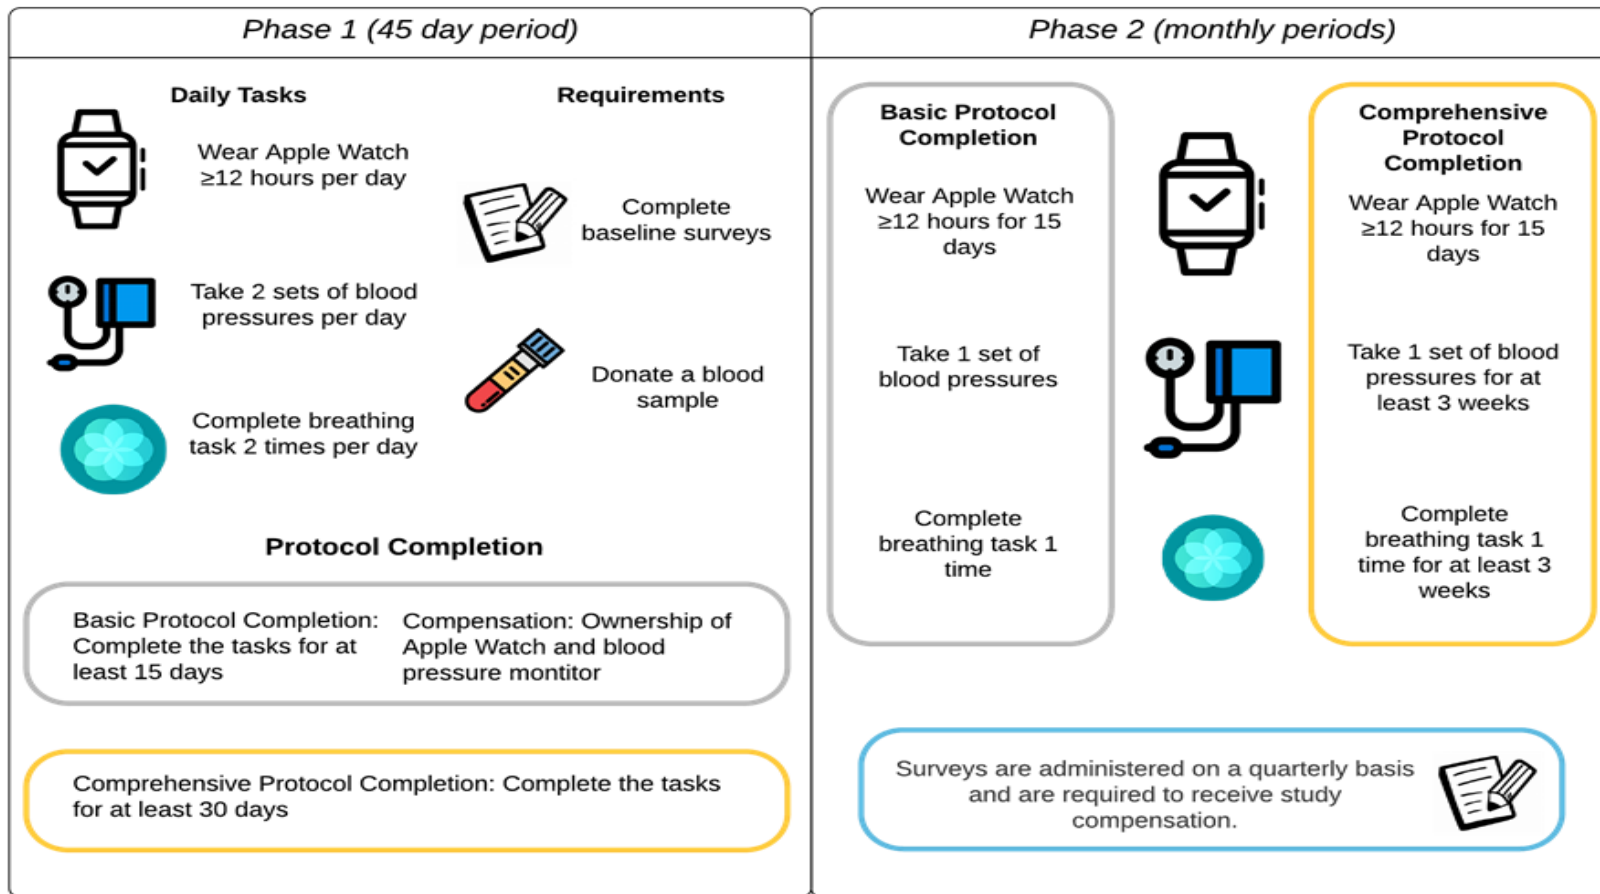 Phase 1 (45 day period)
Daily Tasks
Wear Apple Watch
≥12 hours per day
Take 2 sets of blood
pressures per day
Complete breathing
task 2 times per day
Requirements
Complete
baseline surveys
Donate a blood
sample
Protocol Completion
Basic Protocol Completion:
Complete the tasks for at
least 15 days
Compensation: Ownership of
Apple Watch and blood
pressure montitor
Comprehensive Protocol Completion: Complete the tasks
for at least 30 days
Phase 2 (monthly periods)
Basic Protocol
Completion
Wear Apple Watch
≥12 hours for 15
days
Take 1 set of
blood pressures
Complete
breathing task 1
time
Comprehensive
Protocol
Completion
Wear Apple Watch
≥12 hours for 15
days
Take 1 set of blood
pressures for at
least 3 weeks
Complete
breathing task 1
time for at least 3
weeks
Surveys are administered on a quarterly basis
and are required to receive study
compensation.